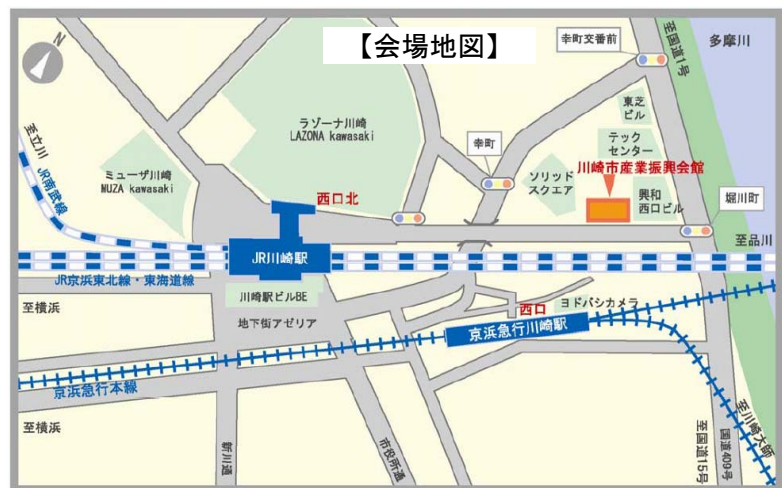 【会場地図】
N
幸町交番前
至国道1号
多摩川
ラゾーナ川崎
LAZONA kawasaki
東芝
ビル
至立川
JR南武線
ミューザ川崎
MUZA kawasaki
幸町
テック
センター
川崎市産業振興会館
ソリッド
スクエア
西口北
興和
西口ビル
堀川町
JR川崎駅
至品川
JR京浜東北線・東海道線
川崎駅ビルBE
至横浜
西口
ヨドバシカメラ
地下街アゼリア
京浜急行川崎駅
京浜急行本線
至横浜
新川通
市役所通
至国道15号
国道409号
至川崎大師